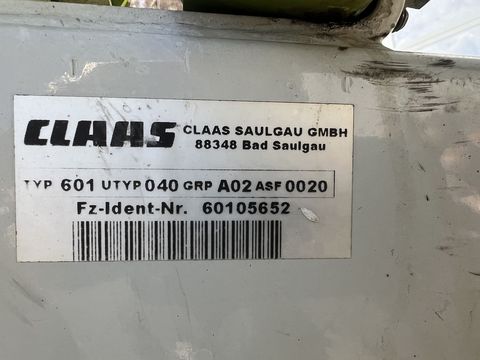 CLAAS CLAAS SAULGAU GMBH
88348 Bad Saulgau
TYP 601 UTYP 040 GRP A02 ASF 0020
Fz-Ident-Nr. 60105652